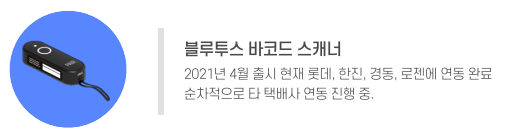 블루투스 바코드 스캐너
2021년 4월 출시 현재 롯데, 한진, 경동, 로젠에 연동 완료
순차적으로 타 택배사 연동 진행 중.